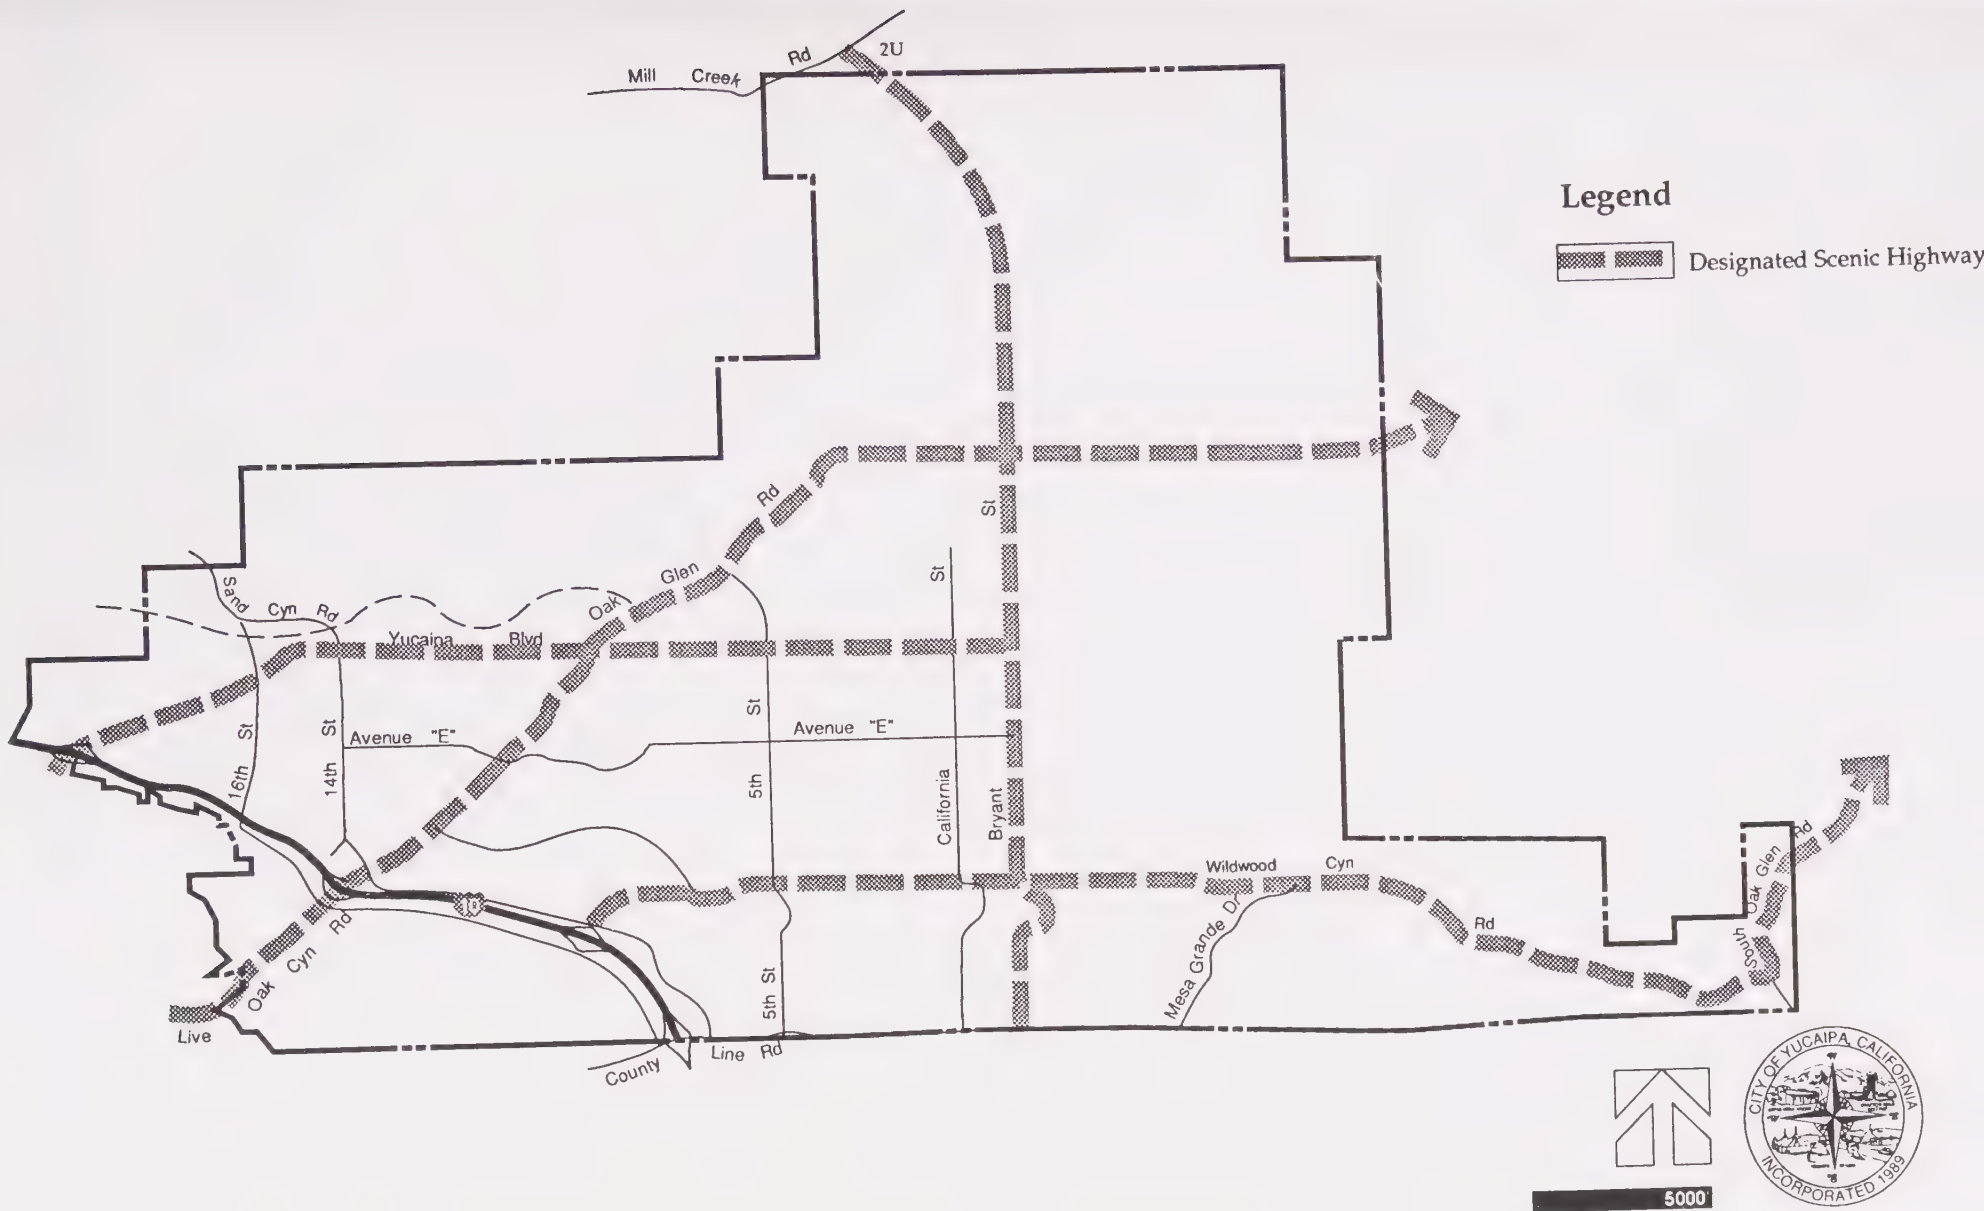 2U
Mill Creek Rd
Legend
Designated Scenic Highway
Rd
St
St
Glen
Oak
Sand Cyn Rd
Yucaipa Blvd
St
St
St
Avenue "E"
Avenue "E"
16th
14th
5th
California
Bryant
Wildwood Cyn
Rd
Mesa Grande Dr
South Oak Glen Rd
10
Live Oak Cyn Rd
5th St
County Line Rd
CITY OF YUCAIPA, CALIFORNIA
INCORPORATED 1989
5000'